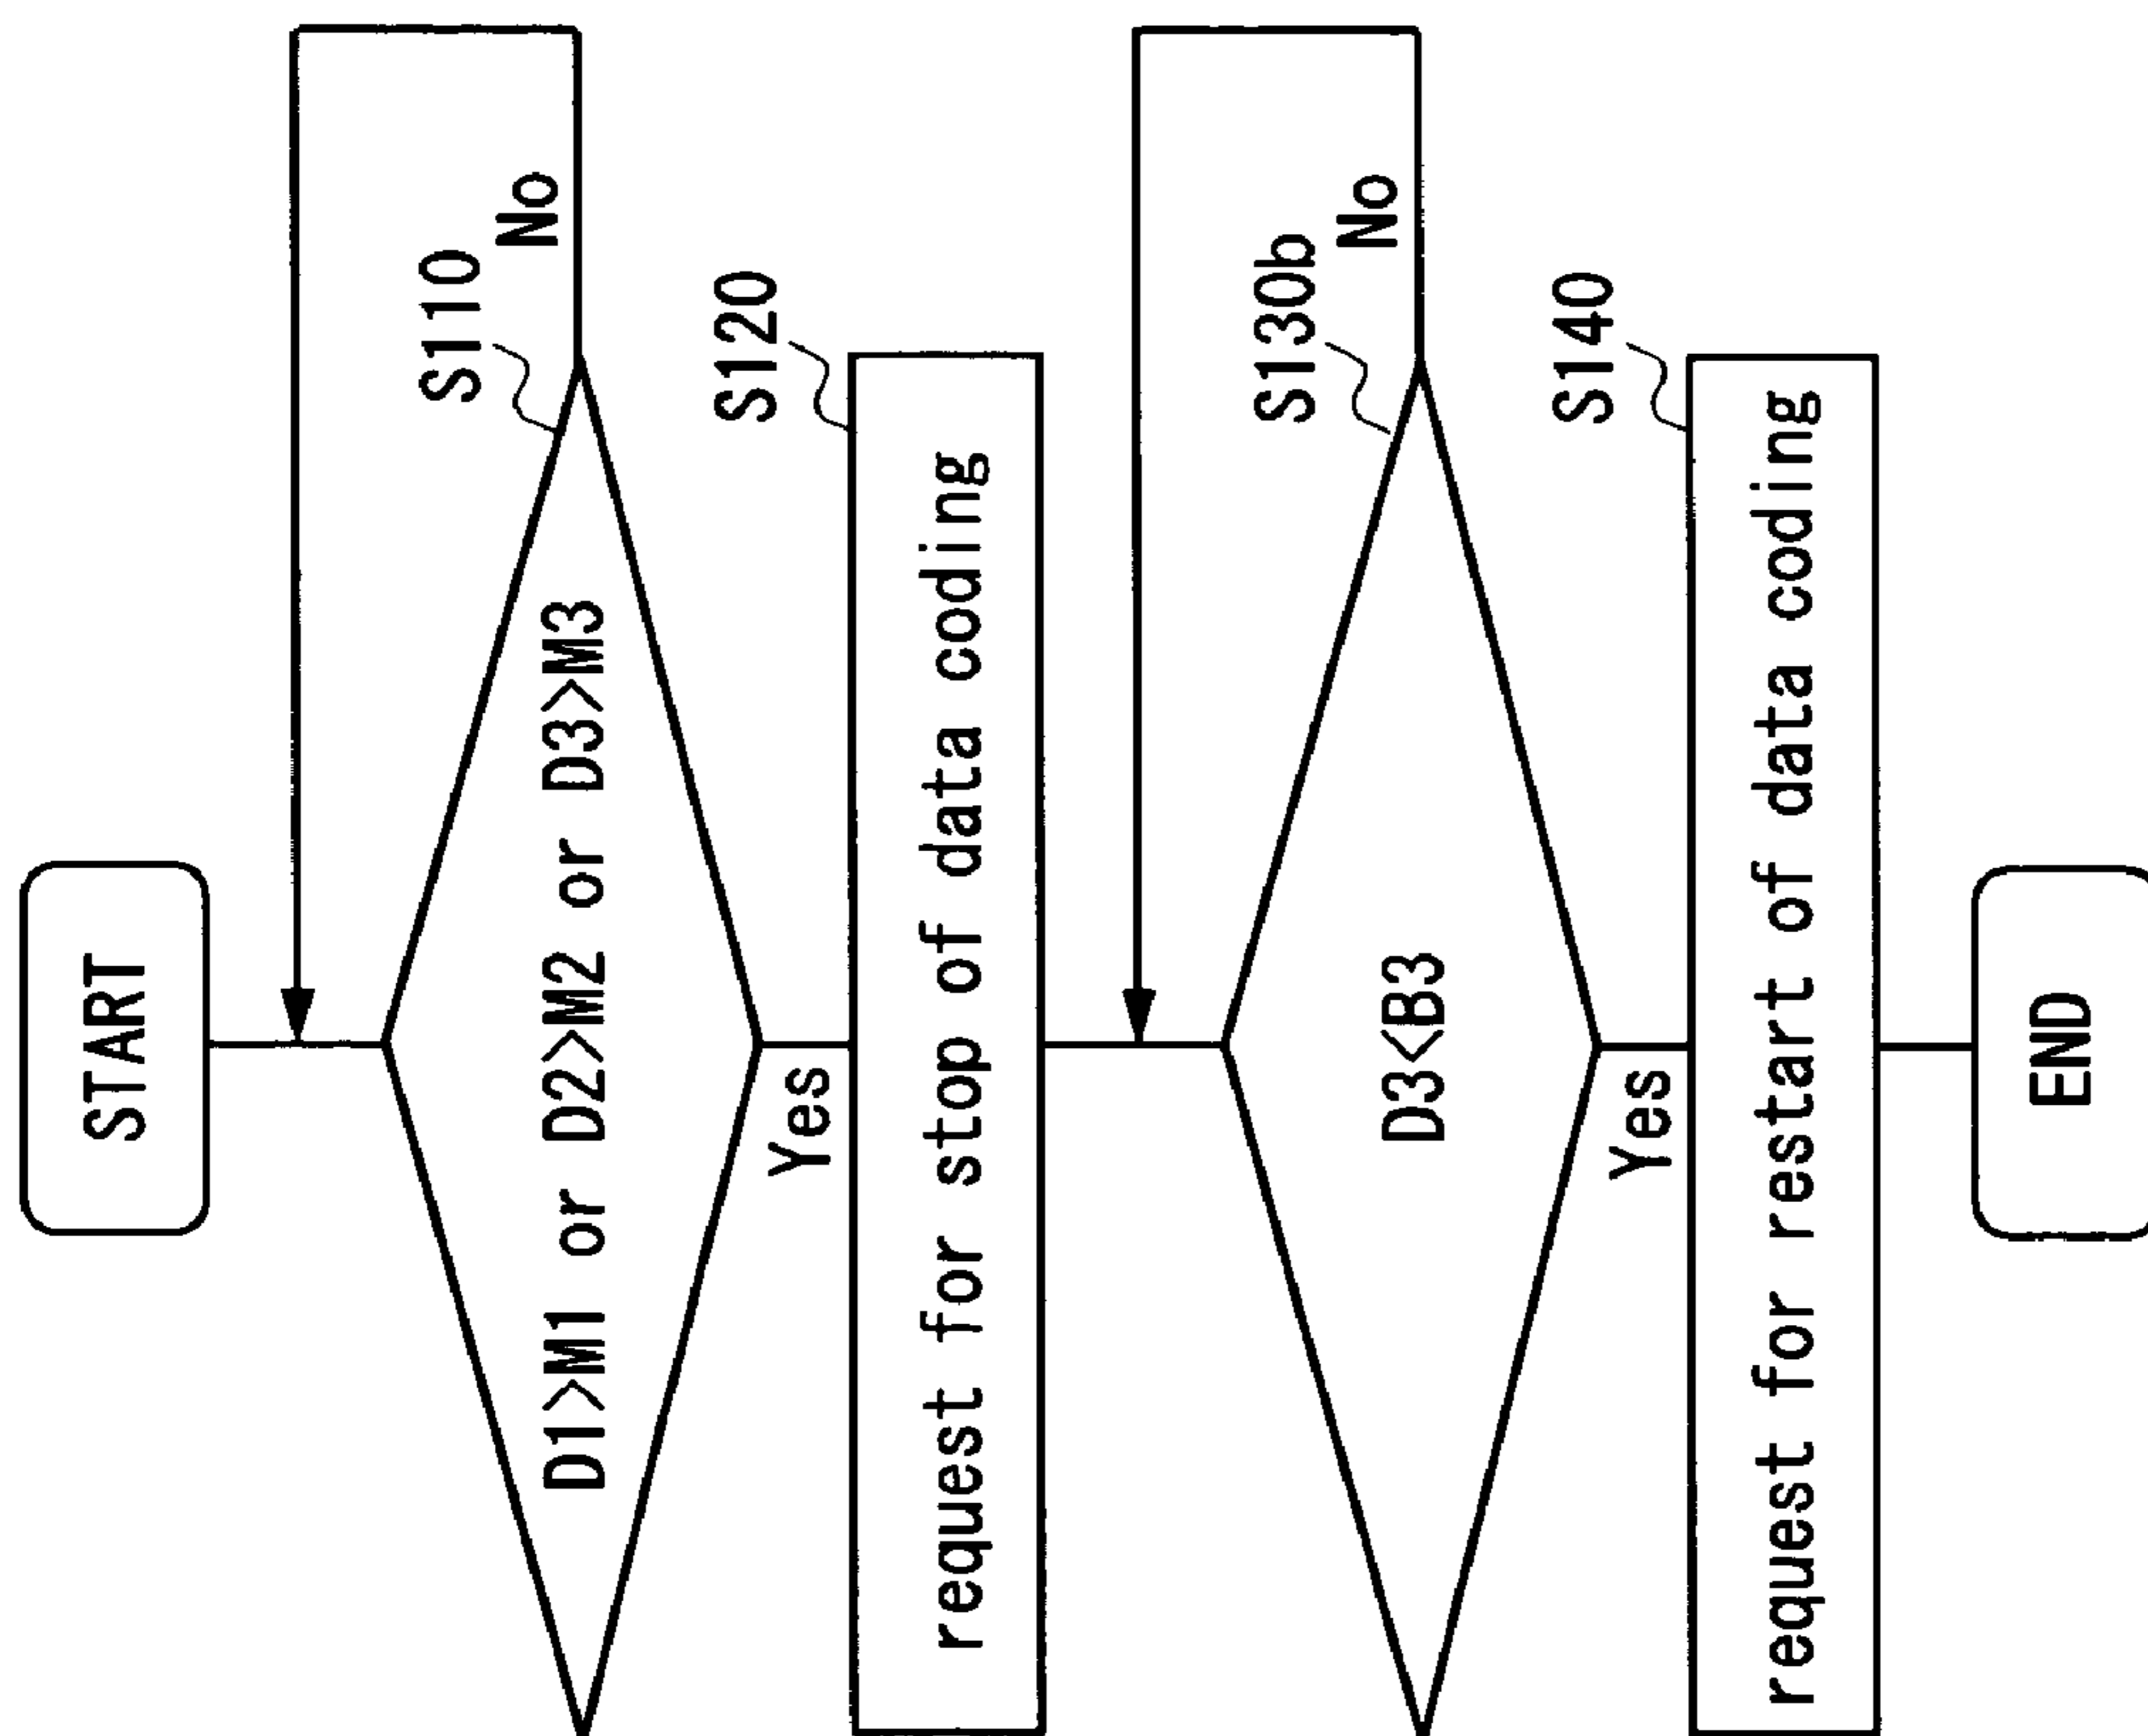 START
S110
D1>M1 or D2>M2 or D3>M3
No
Yes
S120
request for stop of data coding
S130b
D3<B3
No
Yes
S140
request for restart of data coding
END